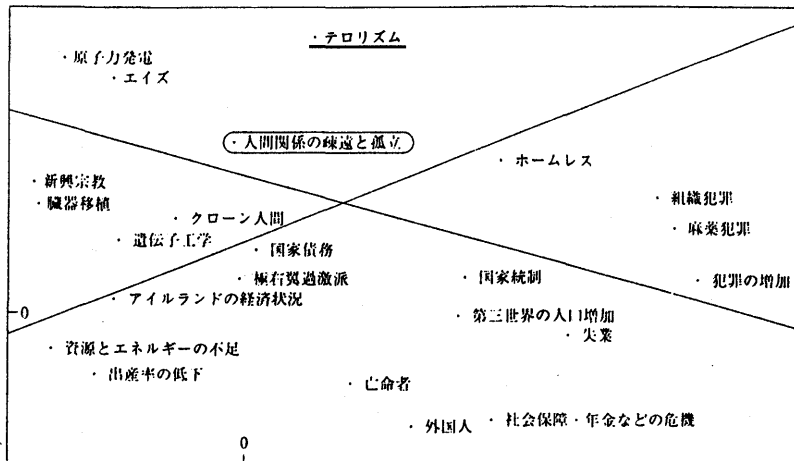 ・テロリズム
・原子力発電
・エイズ
・人間関係の疎遠と孤立
・ホームレス
・新興宗教
・臓器移植
・組織犯罪
・クローン人間
・麻薬犯罪
・遺伝子工学
・国家債務
・極右翼過激派
・国家統制
・犯罪の増加
・アイルランドの経済状況
0
・第三世界の人口増加
・失業
・資源とエネルギーの不足
・出産率の低下
・亡命者
・外国人
・社会保障・年金などの危機
0